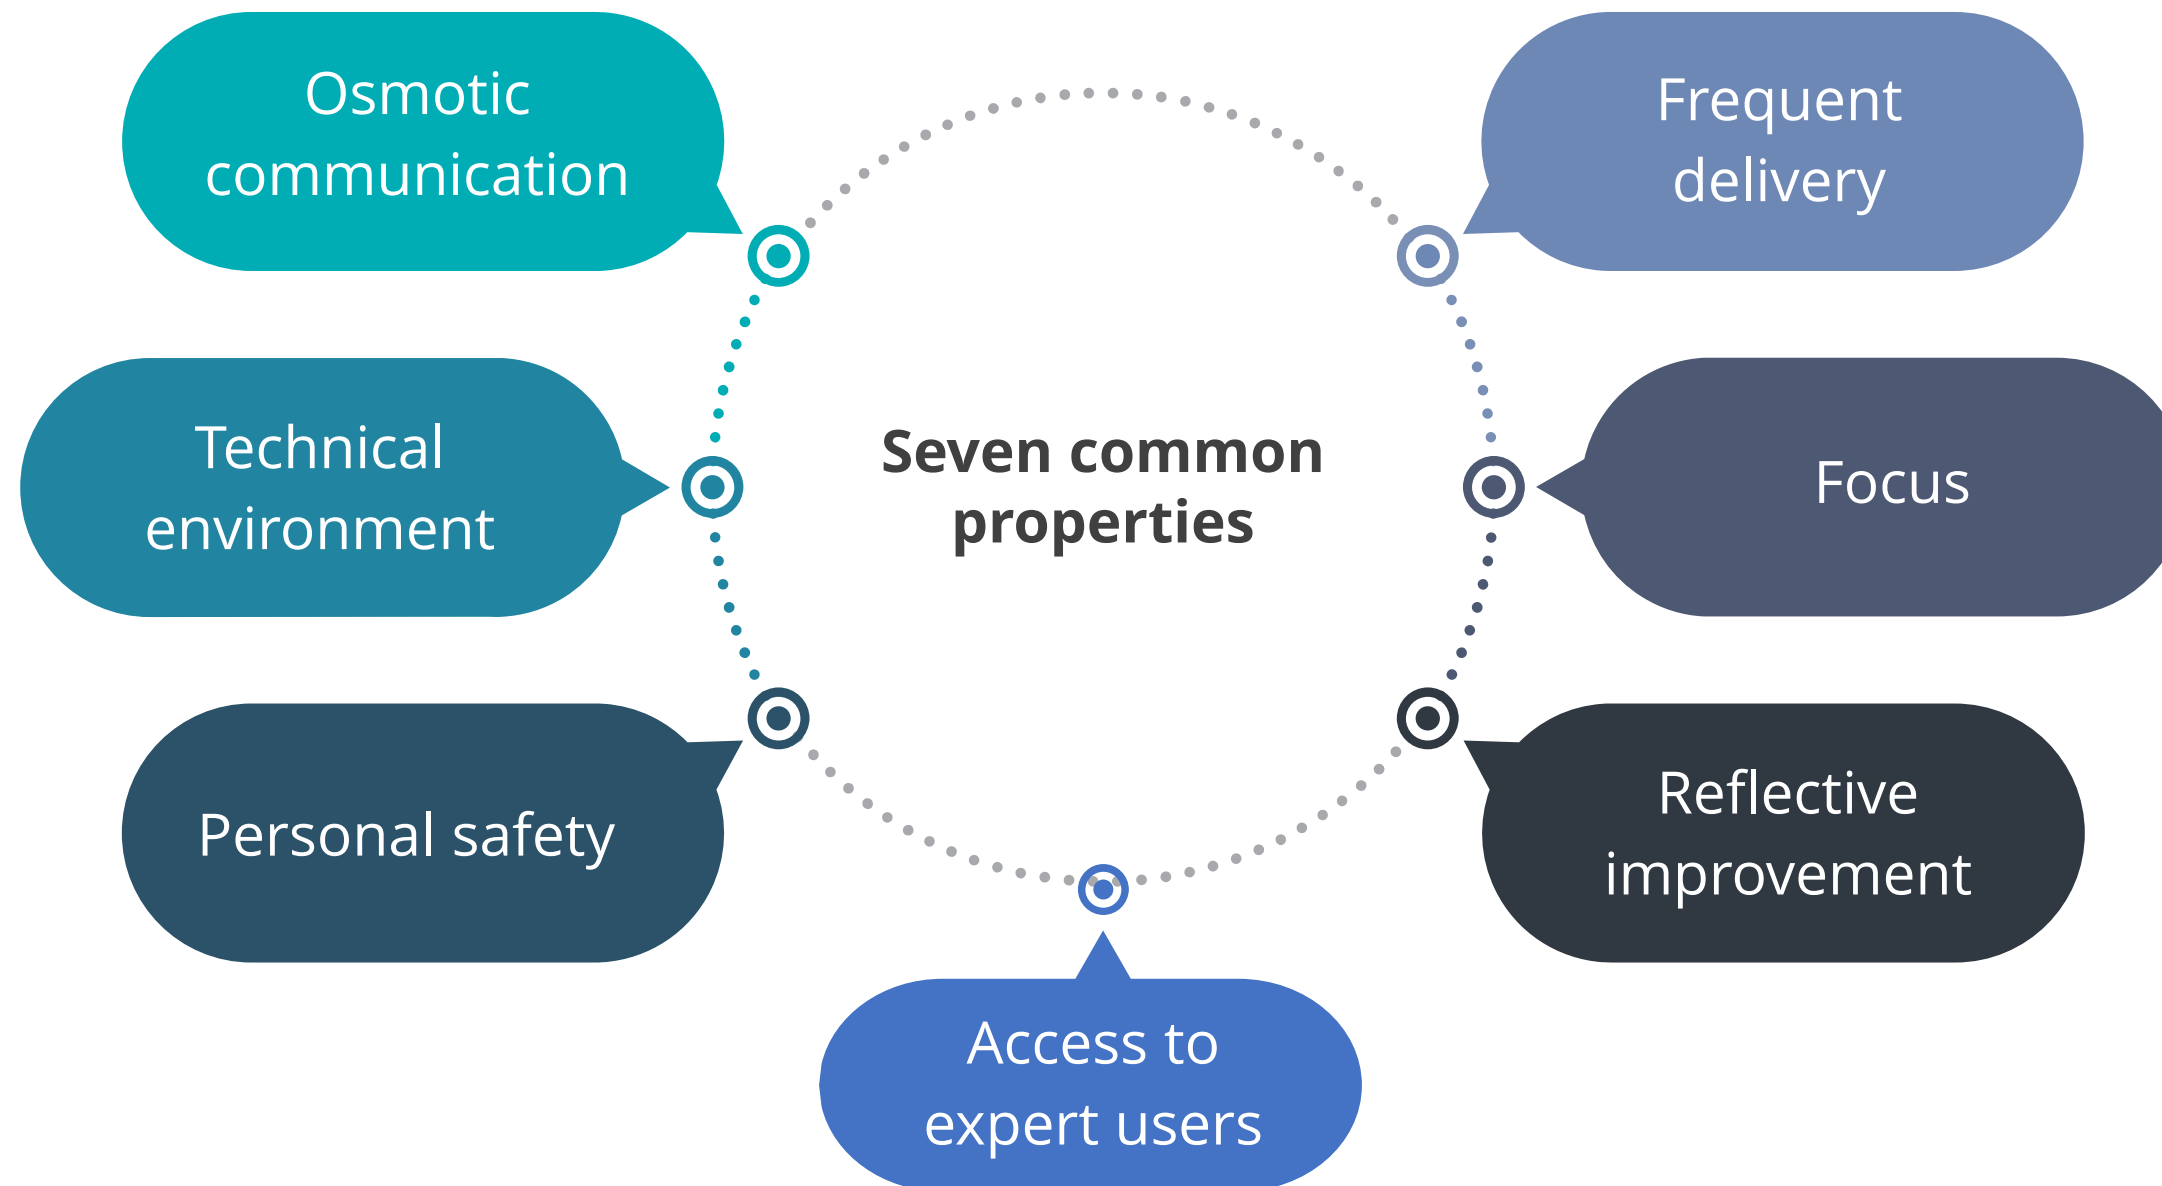 Osmotic
communication
Frequent
delivery
Technical
environment
Seven common
properties
Focus
Personal safety
Reflective
improvement
Access to
expert users